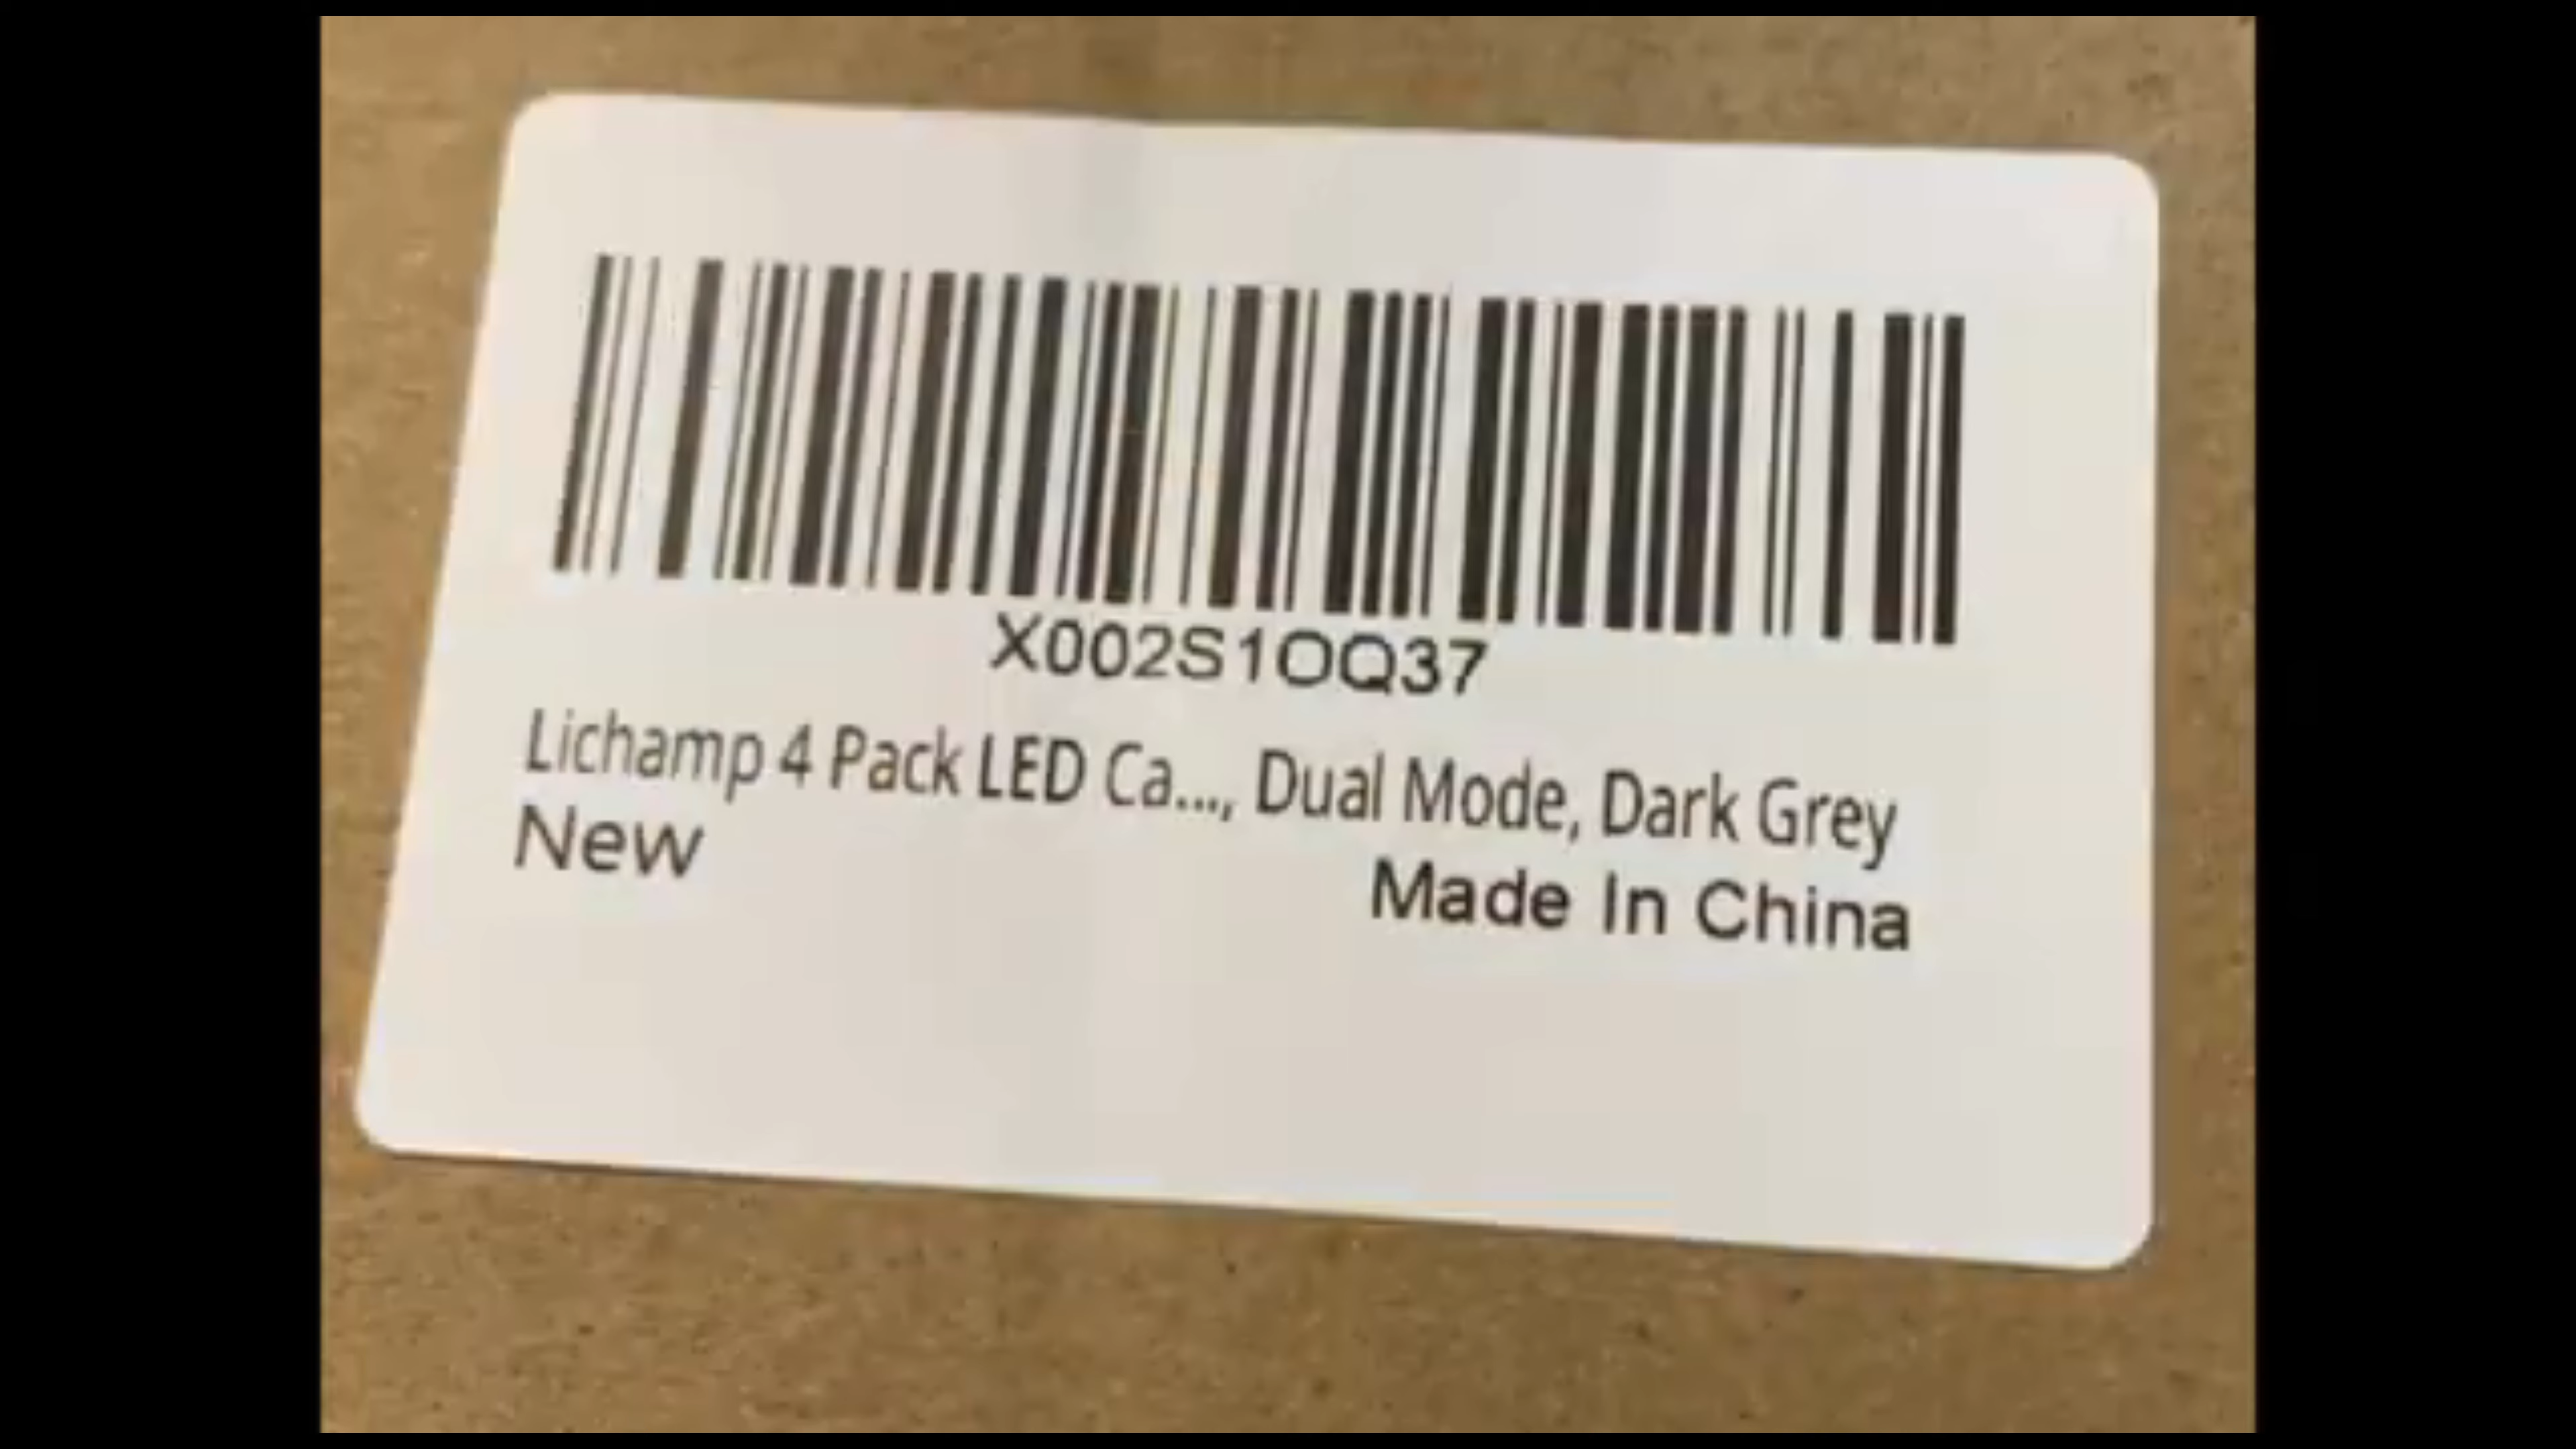 X002S1OQ37
Lichamp 4 Pack LED Ca..., Dual Mode, Dark Grey
New
Made In China